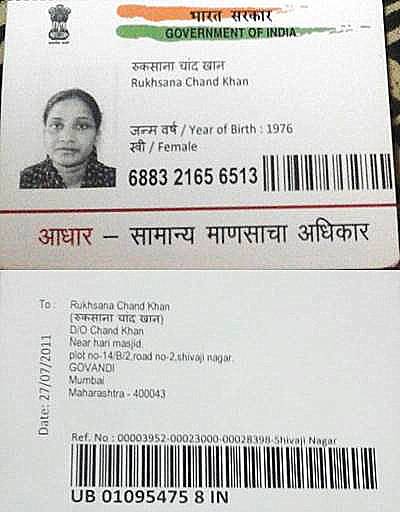 भारत सरकार
GOVERNMENT OF INDIA
रुकसाना चांद खान
Rukhsana Chand Khan
जन्म वर्ष / Year of Birth : 1976
स्त्री / Female
6883 2165 6513
आधार – सामान्य माणसाचा अधिकार
To :
Rukhsana Chand Khan
(रुकसाना चांद खान)
D/O Chand Khan
Near hari masjid.
plot no-14/B/2,road no-2,shivaji nagar.
GOVANDI
Mumbai
Maharashtra - 400043
Date: 27/07/2011
Ref. No : 00003952-00023000-00028398-Shivaji Nagar
UB 01095475 8 IN